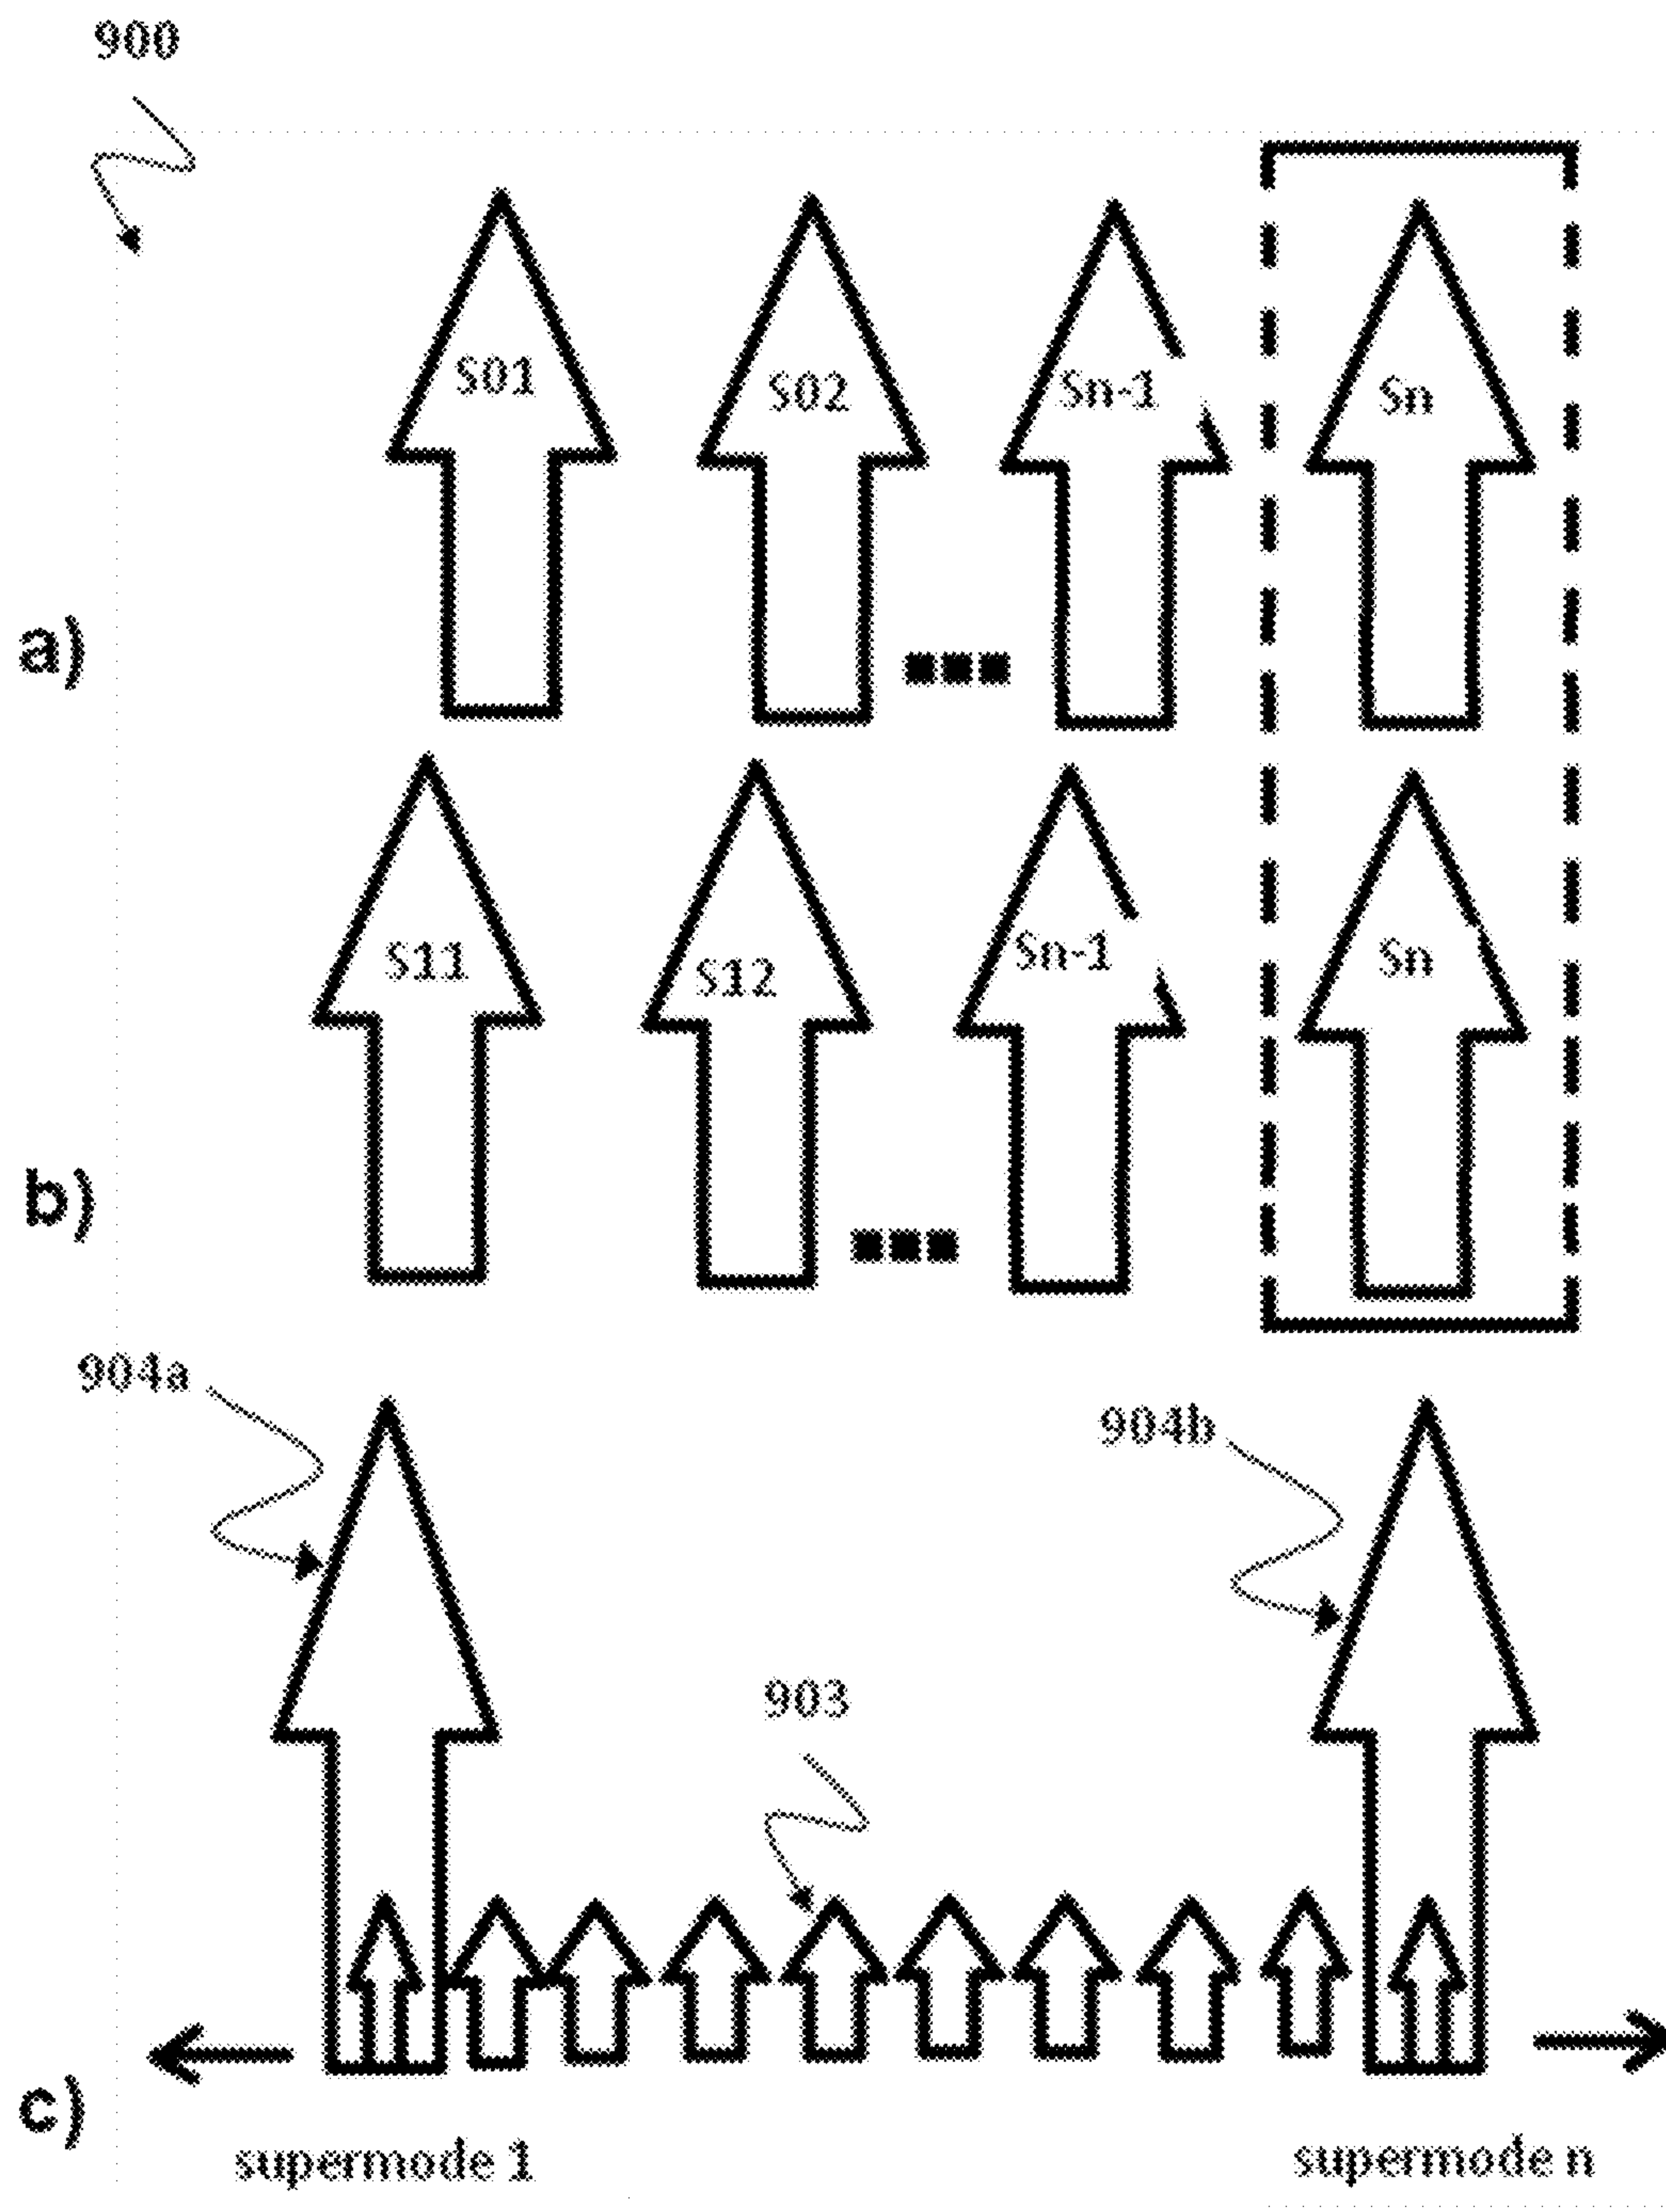 900
S01 S02 Sn-1 Sn
a)
S11 S12 Sn-1 Sn
b)
904a
904b
903
c)
supermode 1 supermode n